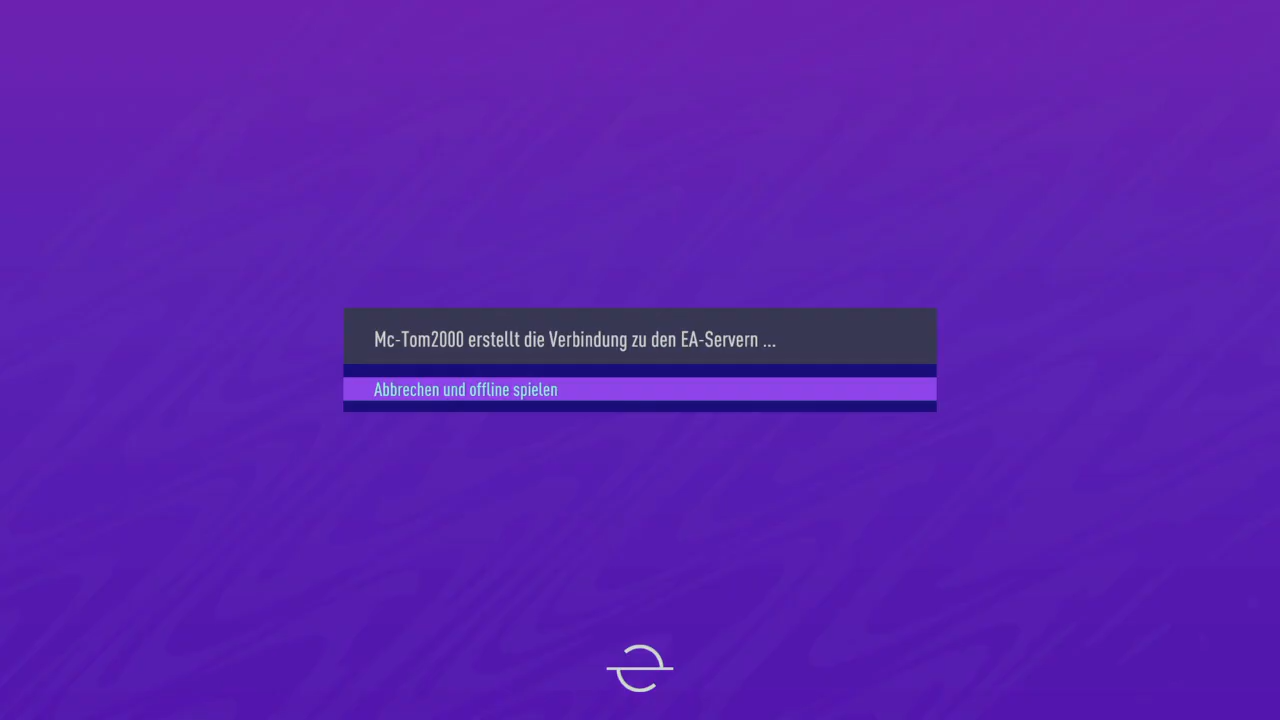 Mc-Tom2000 erstellt die Verbindung zu den EA-Servern ...
Abbrechen und offline spielen